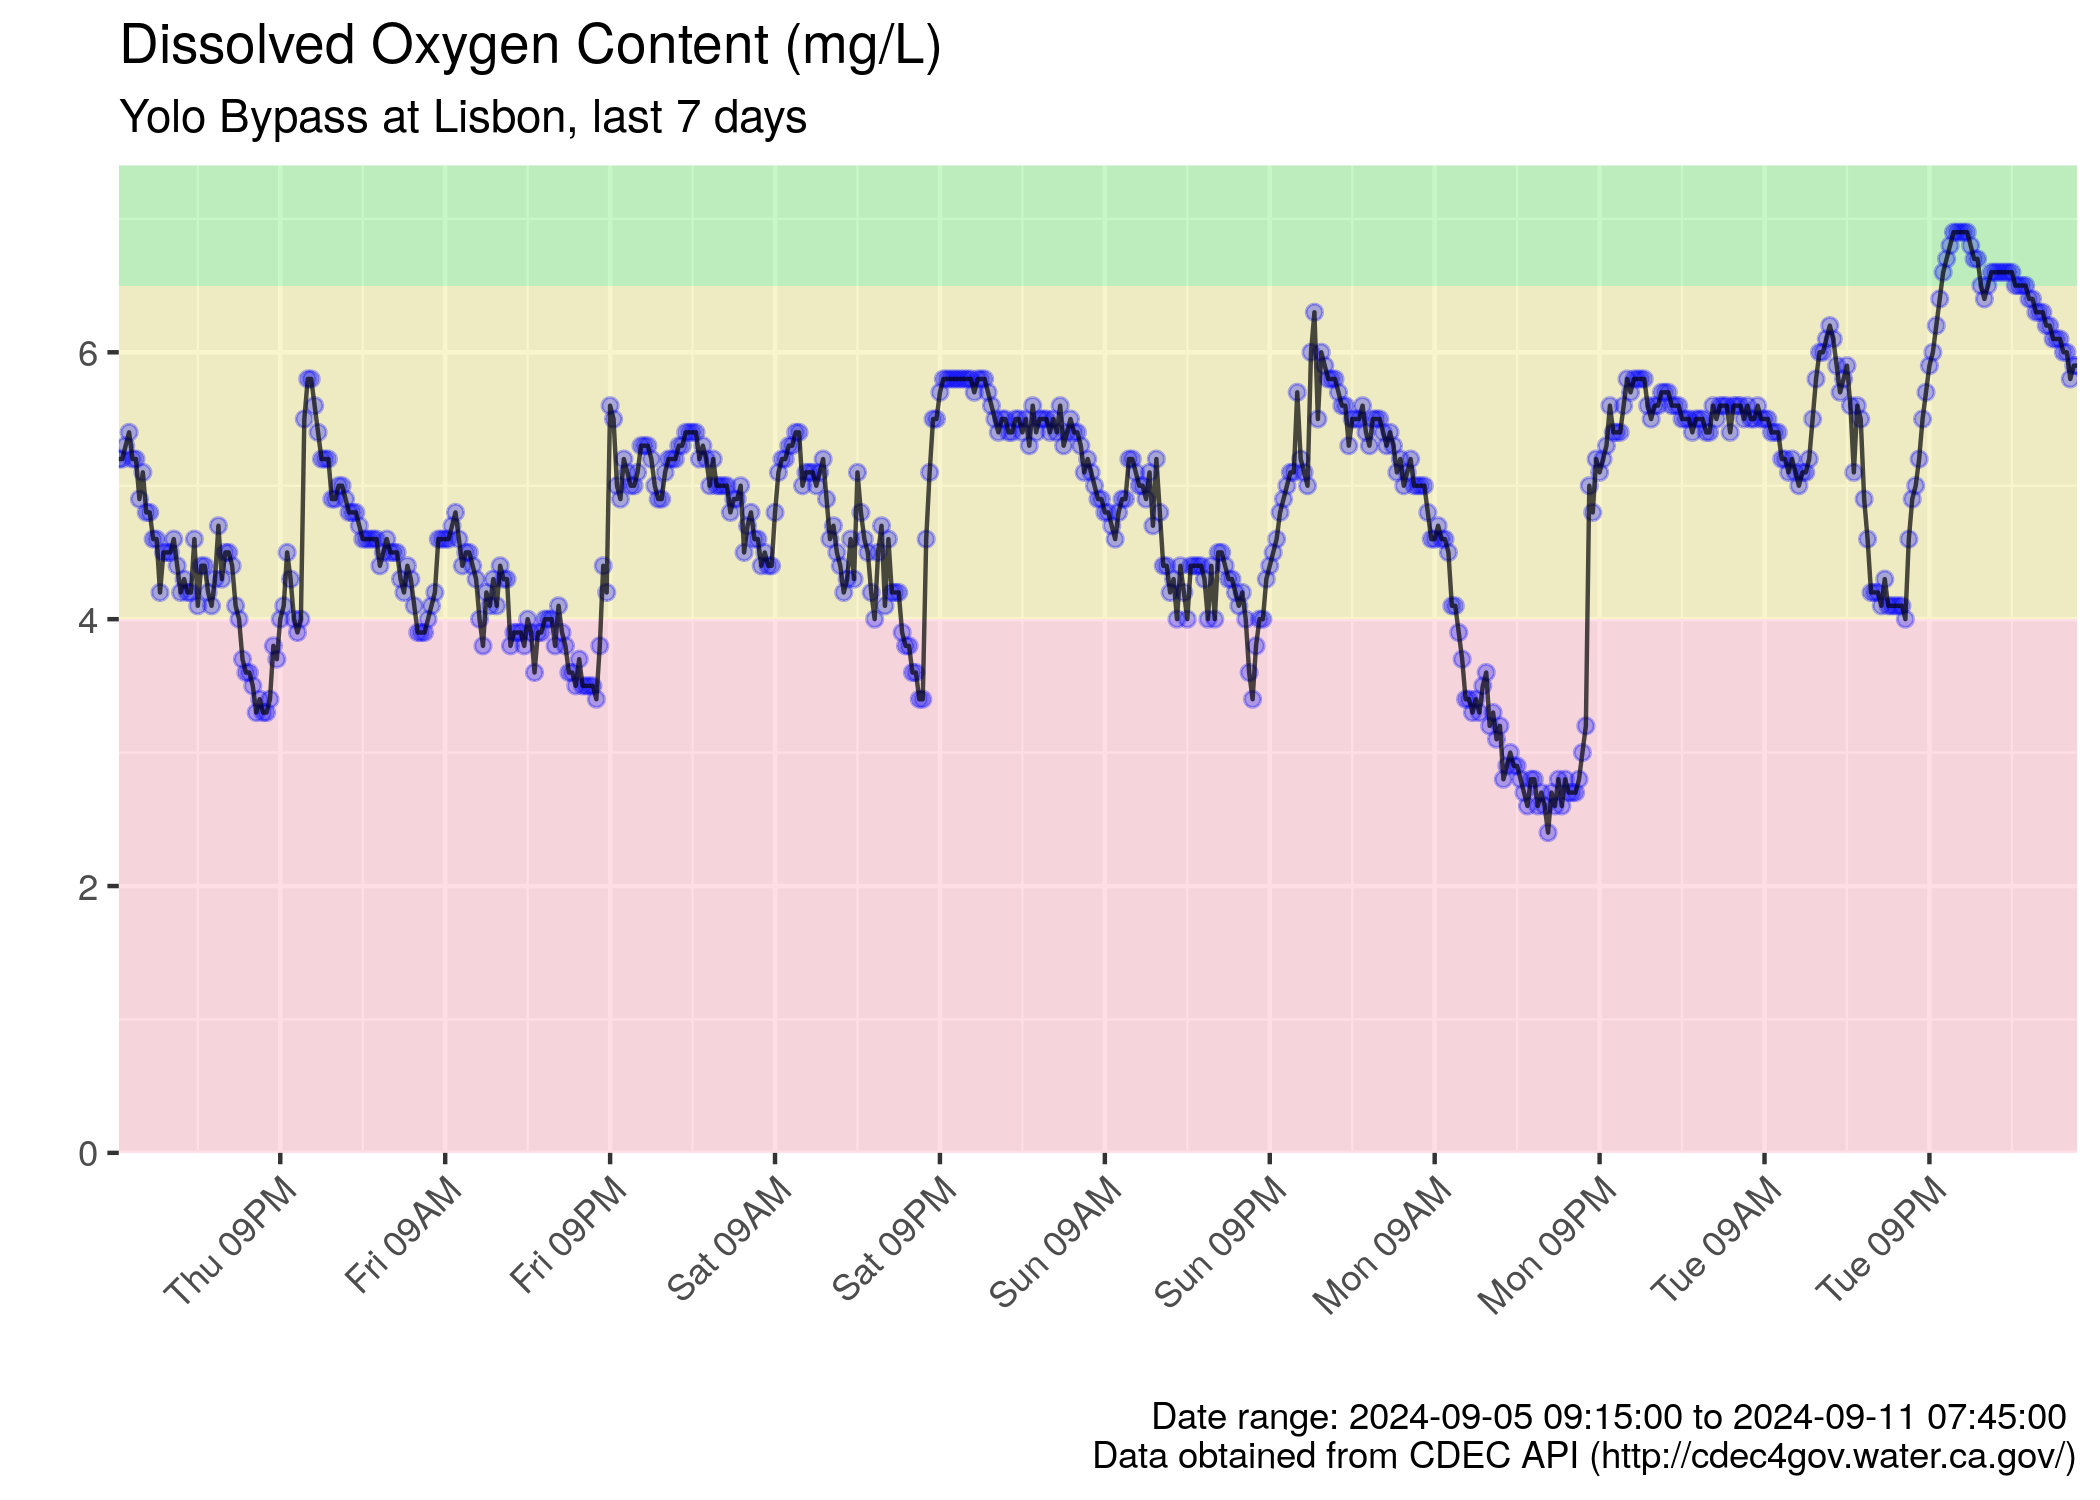 Dissolved Oxygen Content (mg/L)
Yolo Bypass at Lisbon, last 7 days
6
4
2
0
Thu 09PM
Fri 09AM
Fri 09PM
Sat 09AM
Sat 09PM
Sun 09AM
Sun 09PM
Mon 09AM
Mon 09PM
Tue 09AM
Tue 09PM
Date range: 2024-09-05 09:15:00 to 2024-09-11 07:45:00
Data obtained from CDEC API (http://cdec4gov.water.ca.gov/)